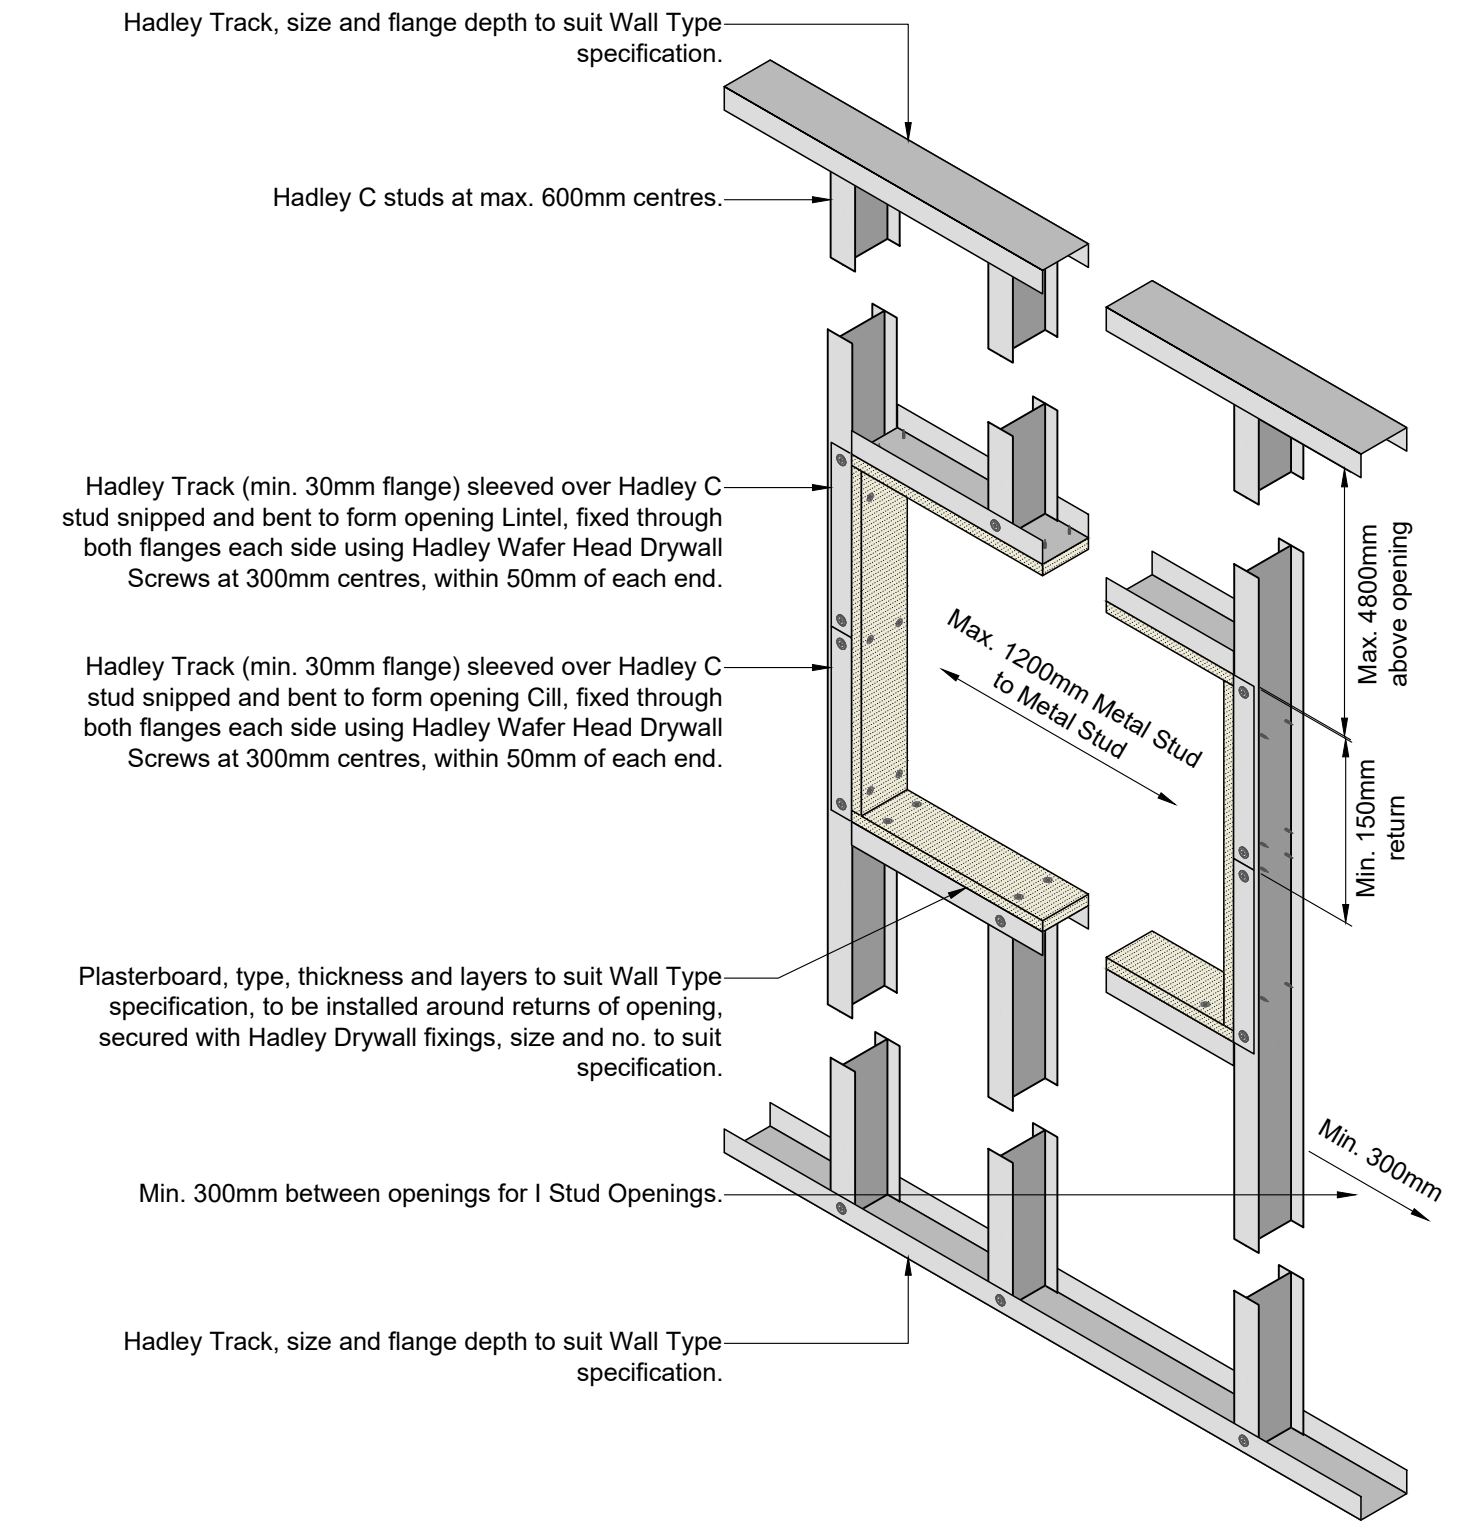 Hadley Track, size and flange depth to suit Wall Type
specification.
Hadley C studs at max. 600mm centres.
Hadley Track (min. 30mm flange) sleeved over Hadley C
stud snipped and bent to form opening Lintel, fixed through
both flanges each side using Hadley Wafer Head Drywall
Screws at 300mm centres, within 50mm of each end.
Max. 4800mm
above opening
Max. 1200mm Metal Stud
to Metal Stud
Hadley Track (min. 30mm flange) sleeved over Hadley C
stud snipped and bent to form opening Cill, fixed through
both flanges each side using Hadley Wafer Head Drywall
Screws at 300mm centres, within 50mm of each end.
Min. 150mm
return
Plasterboard, type, thickness and layers to suit Wall Type
specification, to be installed around returns of opening,
secured with Hadley Drywall fixings, size and no. to suit
specification.
Min. 300mm
Min. 300mm between openings for I Stud Openings.
Hadley Track, size and flange depth to suit Wall Type
specification.